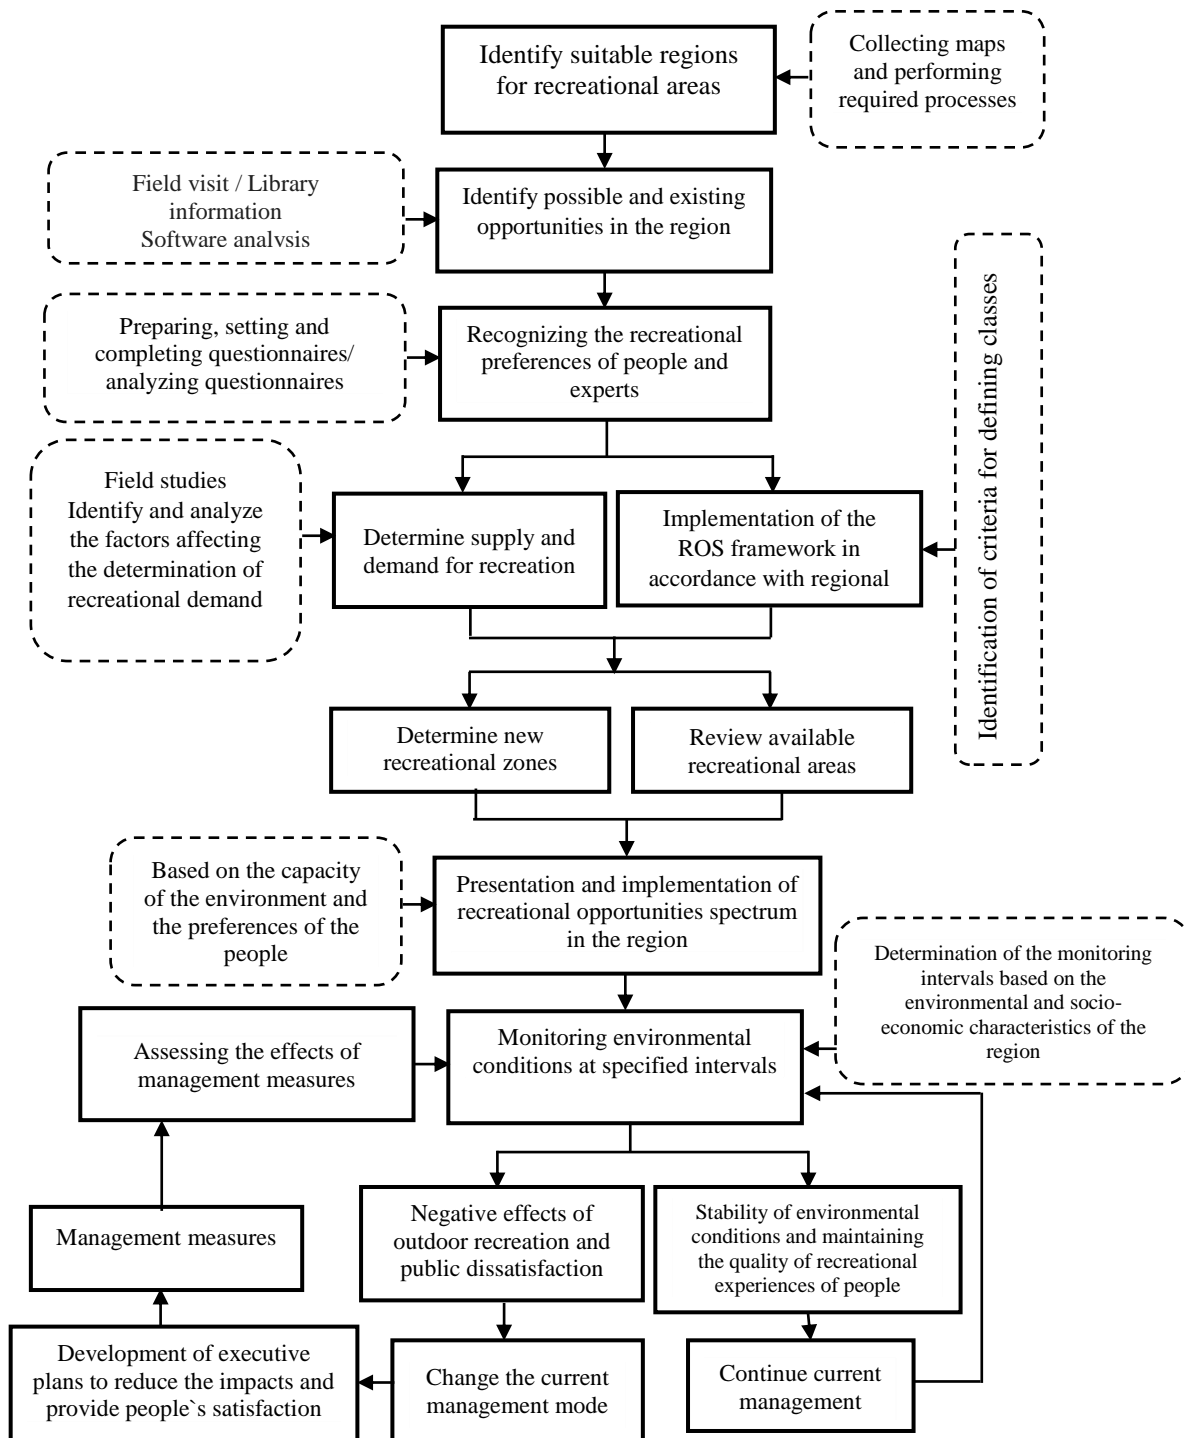 Identify suitable regions
for recreational areas
Collecting maps
and performing
required processes
Field visit / Library
information
Software analysis
Identify possible and existing
opportunities in the region
Preparing, setting and
completing questionnaires/
analyzing questionnaires
Recognizing the recreational
preferences of people and
experts
Identification of criteria for defining classes
Field studies
Identify and analyze
the factors affecting
the determination of
recreational demand
Determine supply and
demand for recreation
Implementation of the
ROS framework in
accordance with regional
Determine new
recreational zones
Review available
recreational areas
Based on the capacity
of the environment and
the preferences of the
people
Presentation and implementation of
recreational opportunities spectrum
in the region
Determination of the monitoring
intervals based on the
environmental and socio-
economic characteristics of the
region
Assessing the effects of
management measures
Monitoring environmental
conditions at specified intervals
Management measures
Negative effects of
outdoor recreation and
public dissatisfaction
Stability of environmental
conditions and maintaining
the quality of recreational
experiences of people
Development of executive
plans to reduce the impacts and
provide people`s satisfaction
Change the current
management mode
Continue current
management